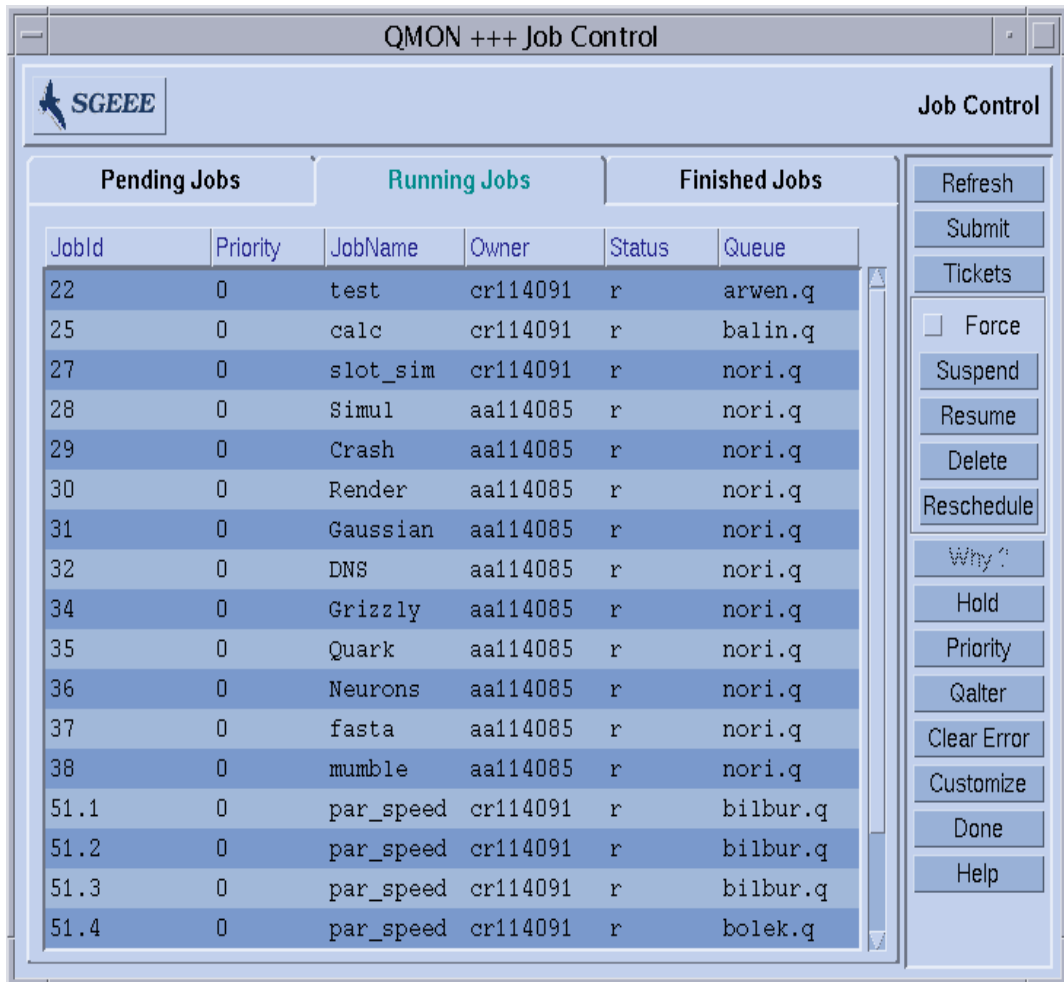 QMON +++ Job Control
SGEEE
Job Control
Pending Jobs Running Jobs Finished Jobs
JobId Priority JobName Owner Status Queue
22 0 test cr114091 r arwen.q
25 0 calc cr114091 r balin.q
27 0 slot_sim cr114091 r nori.q
28 0 Simul aa114085 r nori.q
29 0 Crash aa114085 r nori.q
30 0 Render aa114085 r nori.q
31 0 Gaussian aa114085 r nori.q
32 0 DNS aa114085 r nori.q
34 0 Grizzly aa114085 r nori.q
35 0 Quark aa114085 r nori.q
36 0 Neurons aa114085 r nori.q
37 0 fasta aa114085 r nori.q
38 0 mumble aa114085 r nori.q
51.1 0 par_speed cr114091 r bilbur.q
51.2 0 par_speed cr114091 r bilbur.q
51.3 0 par_speed cr114091 r bilbur.q
51.4 0 par_speed cr114091 r bolek.q
Refresh
Submit
Tickets
Force
Suspend
Resume
Delete
Reschedule
Why ?
Hold
Priority
Qalter
Clear Error
Customize
Done
Help